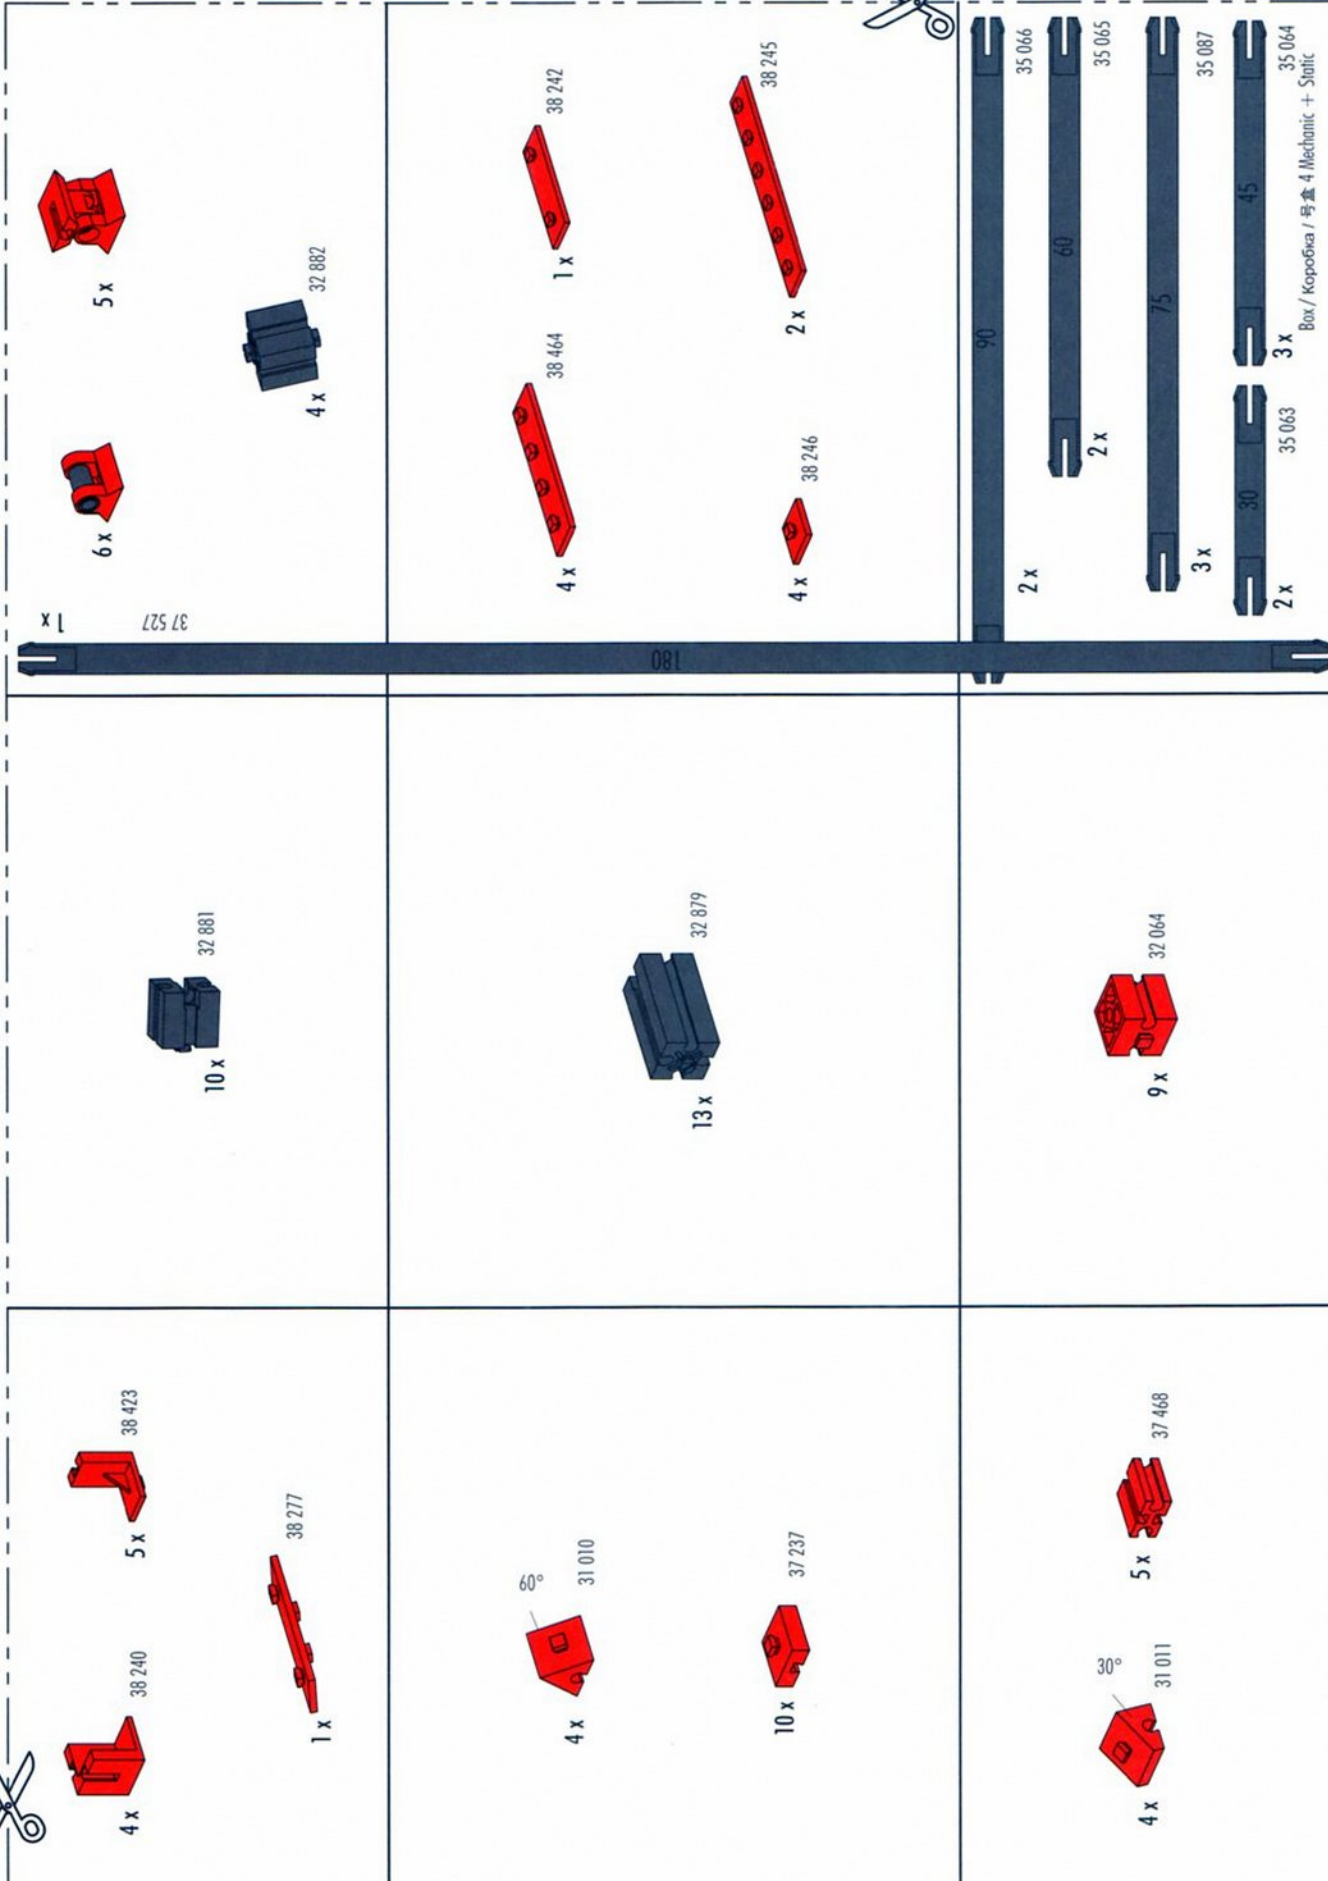 4 x
38 240
5 x
38 423
1 x
38 277
10 x
32 881
1 x
37 527
6 x
5 x
4 x
32 882
4 x
60°
31 010
10 x
37 237
13 x
32 879
180
4 x
38 464
1 x
38 242
4 x
38 246
2 x
38 245
4 x
30°
31 011
5 x
37 468
9 x
32 064
90
2 x
35 066
60
2 x
35 065
75
3 x
35 087
30
2 x
35 063
45
3 x
35 064
Box / Коробка / 号盒 4 Mechanic + Static